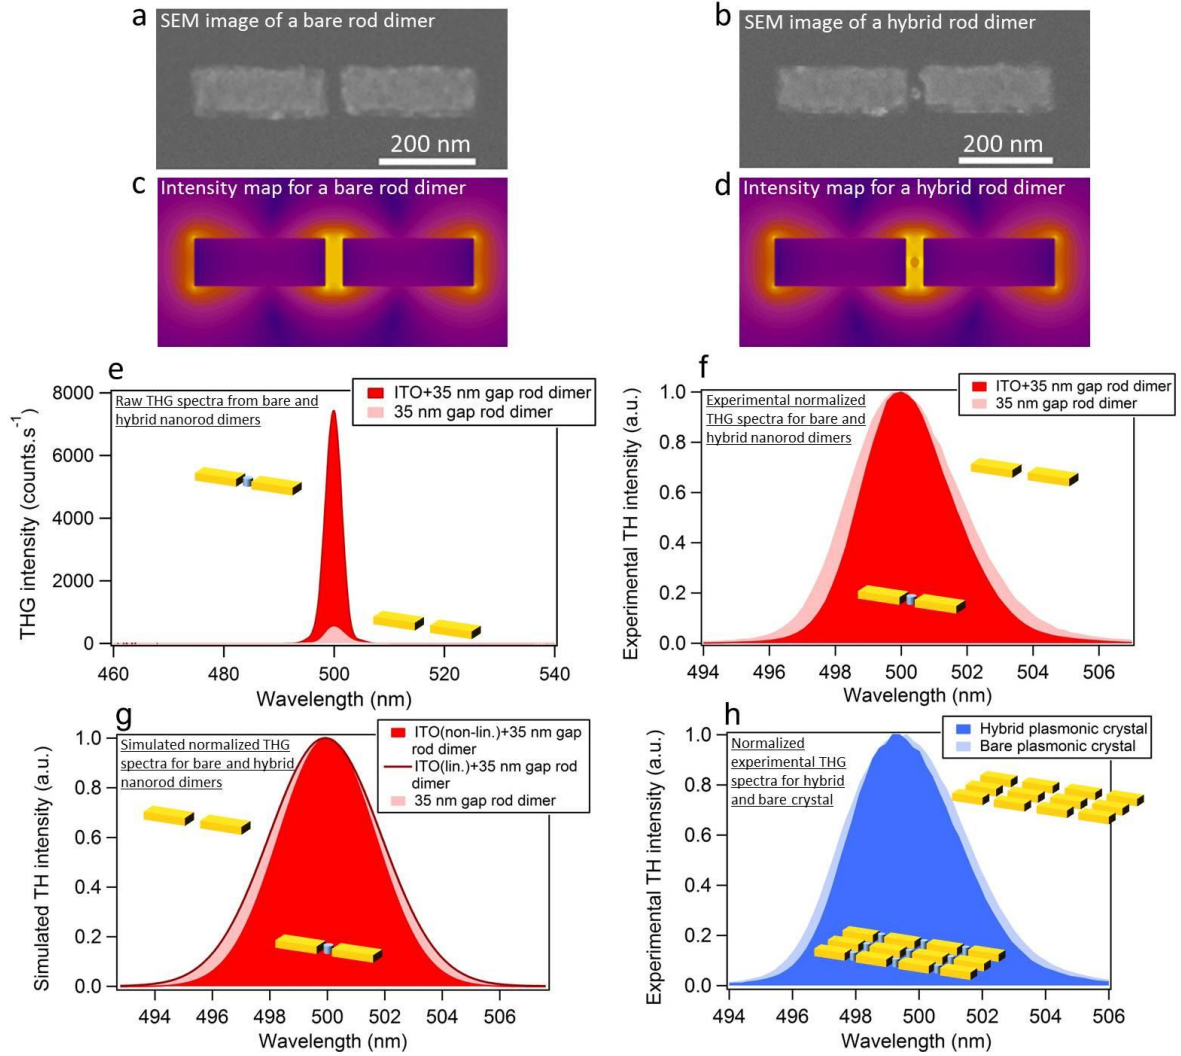 a
SEM image of a bare rod dimer
200 nm
b
SEM image of a hybrid rod dimer
200 nm
c
Intensity map for a bare rod dimer
d
Intensity map for a hybrid rod dimer
e
ITO+35 nm gap rod dimer
35 nm gap rod dimer
Raw THG spectra from bare and
hybrid nanorod dimers
THG intensity (counts.s-1)
8000
6000
4000
2000
0
460
480
500
520
540
Wavelength (nm)
f
ITO+35 nm gap rod dimer
35 nm gap rod dimer
Experimental normalized
THG spectra for bare and
hybrid nanorod dimers
Experimental TH intensity (a.u.)
1.0
0.8
0.6
0.4
0.2
0.0
494
496
498
500
502
504
506
Wavelength (nm)
g
ITO(non-lin.)+35 nm gap
rod dimer
ITO(lin.)+35 nm gap rod
dimer
35 nm gap rod dimer
Simulated normalized THG
spectra for bare and hybrid
nanorod dimers
Simulated TH intensity (a.u.)
1.0
0.8
0.6
0.4
0.2
0.0
494
496
498
500
502
504
506
Wavelength (nm)
h
Hybrid plasmonic crystal
Bare plasmonic crystal
Normalized
experimental THG
spectra for hybrid
and bare crystal
Experimental TH intensity (a.u.)
1.0
0.8
0.6
0.4
0.2
0.0
494
496
498
500
502
504
506
Wavelength (nm)